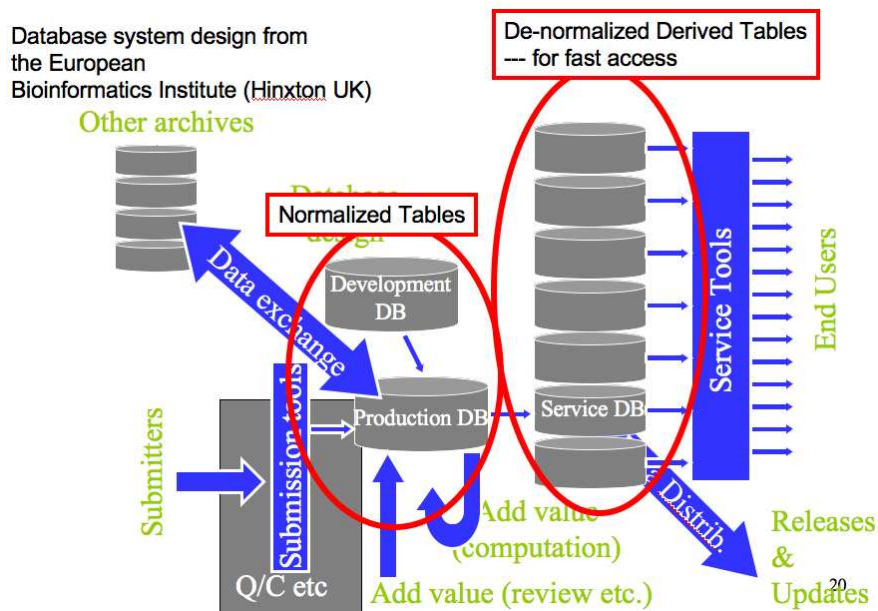 Database system design from
the European
Bioinformatics Institute (Hinxton UK)
De-normalized Derived Tables
--- for fast access
Other archives
Database
design
Normalized Tables
Data exchange
Development
DB
Production DB
Service DB
Service Tools
End Users
Submitters
Submission tools
Q/C etc
Add value
(computation)
Add value (review etc.)
Distrib.
Releases
&
Updates
20